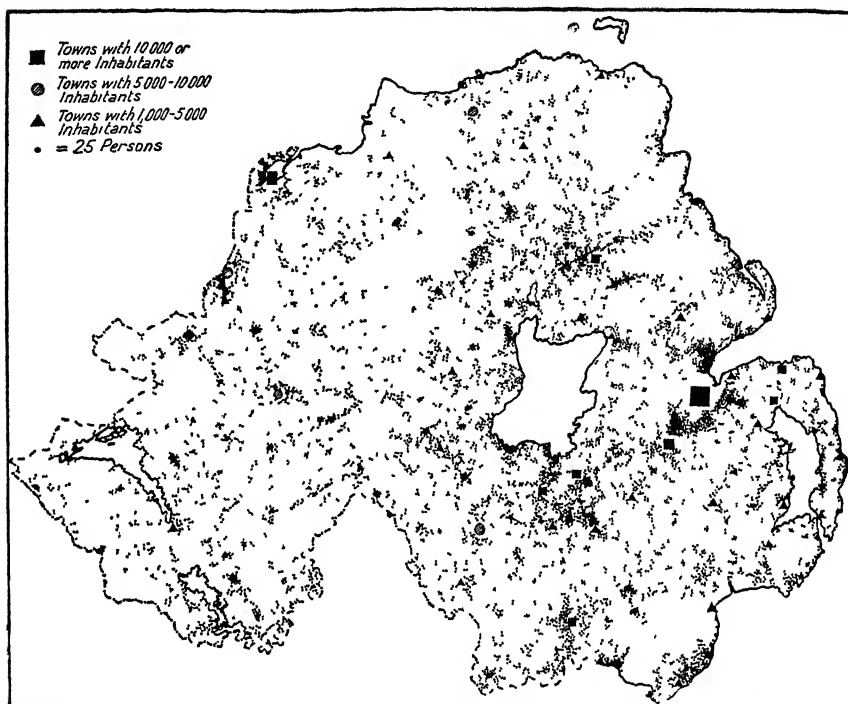 Towns with 10 000 or
more Inhabitants
Towns with 5 000-10 000
Inhabitants
Towns with 1,000-5 000
Inhabitants
= 25 Persons